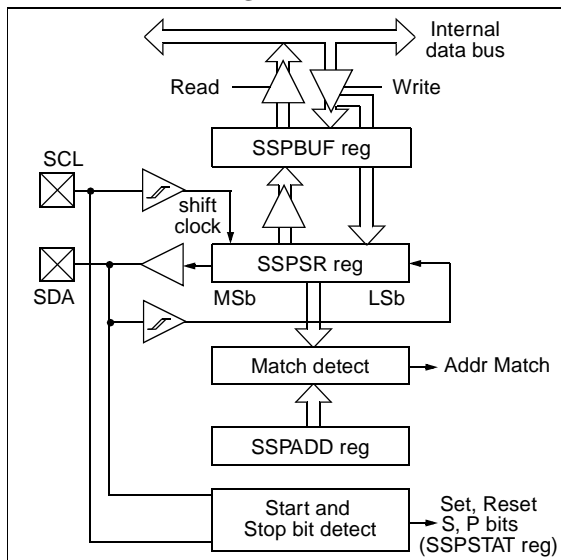 Internal
data bus
Read
Write
SSPBUF reg
SCL
shift
clock
SSPSR reg
SDA
MSb
LSb
Match detect
Addr Match
SSPADD reg
Start and
Stop bit detect
Set, Reset
S, P bits
(SSPSTAT reg)